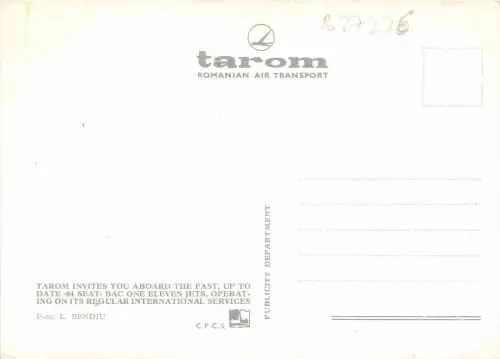 B27226
tarom
ROMANIAN AIR TRANSPORT
TAROM INVITES YOU ABOARD THE FAST, UP TO
DATE «84 SEAT» BAC ONE ELEVEN JETS, OPERAT-
ING ON ITS REGULAR INTERNATIONAL SERVICES
Foto: L. BENDIU
C.P.C.S.
PUBLICITY DEPARTMENT